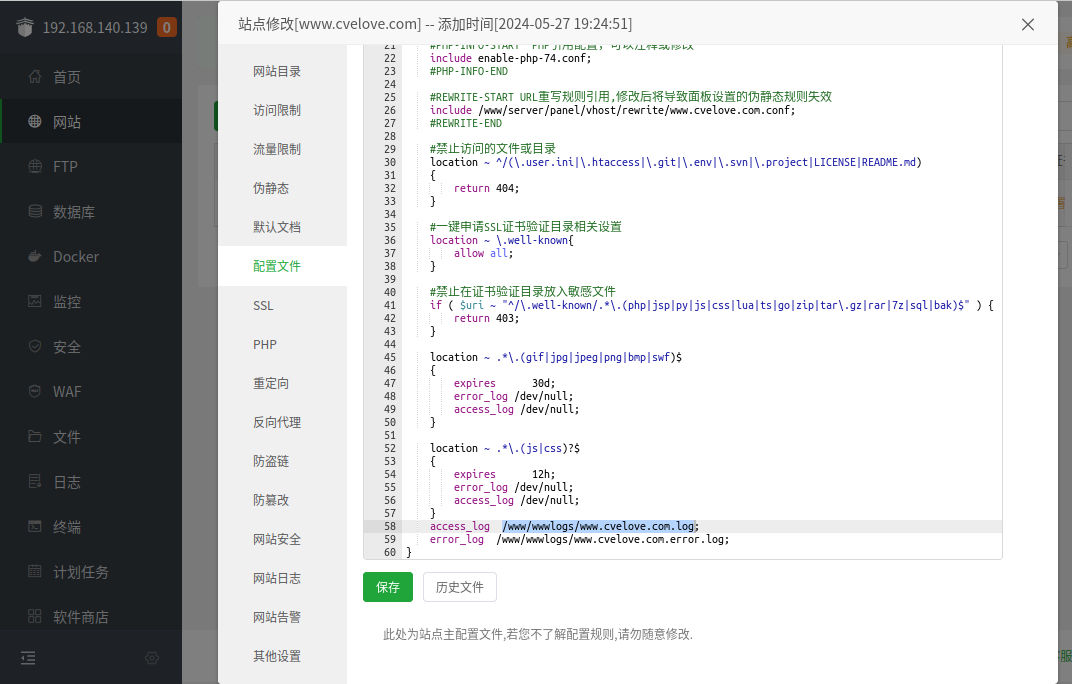 192.168.140.139 0
首页
网站
FTP
数据库
Docker
监控
安全
WAF
文件
日志
终端
计划任务
软件商店
站点修改[www.cvelove.com] -- 添加时间[2024-05-27 19:24:51]
网站目录
访问限制
流量限制
伪静态
默认文档
配置文件
SSL
PHP
重定向
反向代理
防盗链
防篡改
网站安全
网站日志
网站告警
其他设置
21 #PHP-INFO-START PHP引用配置，可以注释或修改
22 include enable-php-74.conf;
23 #PHP-INFO-END
24
25 #REWRITE-START URL重写规则引用,修改后将导致面板设置的伪静态规则失效
26 include /www/server/panel/vhost/rewrite/www.cvelove.com.conf;
27 #REWRITE-END
28
29 #禁止访问的文件或目录
30 location ~ ^/(\.user.ini|\.htaccess|\.git|\.env|\.svn|\.project|LICENSE|README.md)
31 {
32 return 404;
33 }
34
35 #一键申请SSL证书验证目录相关设置
36 location ~ \.well-known{
37 allow all;
38 }
39
40 #禁止在证书验证目录放入敏感文件
41 if ( $uri ~ "^/\.well-known/.*\.(php|jsp|py|js|css|lua|ts|go|zip|tar\.gz|rar|7z|sql|bak)$" ) {
42 return 403;
43 }
44
45 location ~ .*\.(gif|jpg|jpeg|png|bmp|swf)$
46 {
47 expires 30d;
48 error_log /dev/null;
49 access_log /dev/null;
50 }
51
52 location ~ .*\.(js|css)?$
53 {
54 expires 12h;
55 error_log /dev/null;
56 access_log /dev/null;
57 }
58 access_log /www/wwwlogs/www.cvelove.com.log;
59 error_log /www/wwwlogs/www.cvelove.com.error.log;
60 }
保存 历史文件
此处为站点主配置文件,若您不了解配置规则,请勿随意修改.